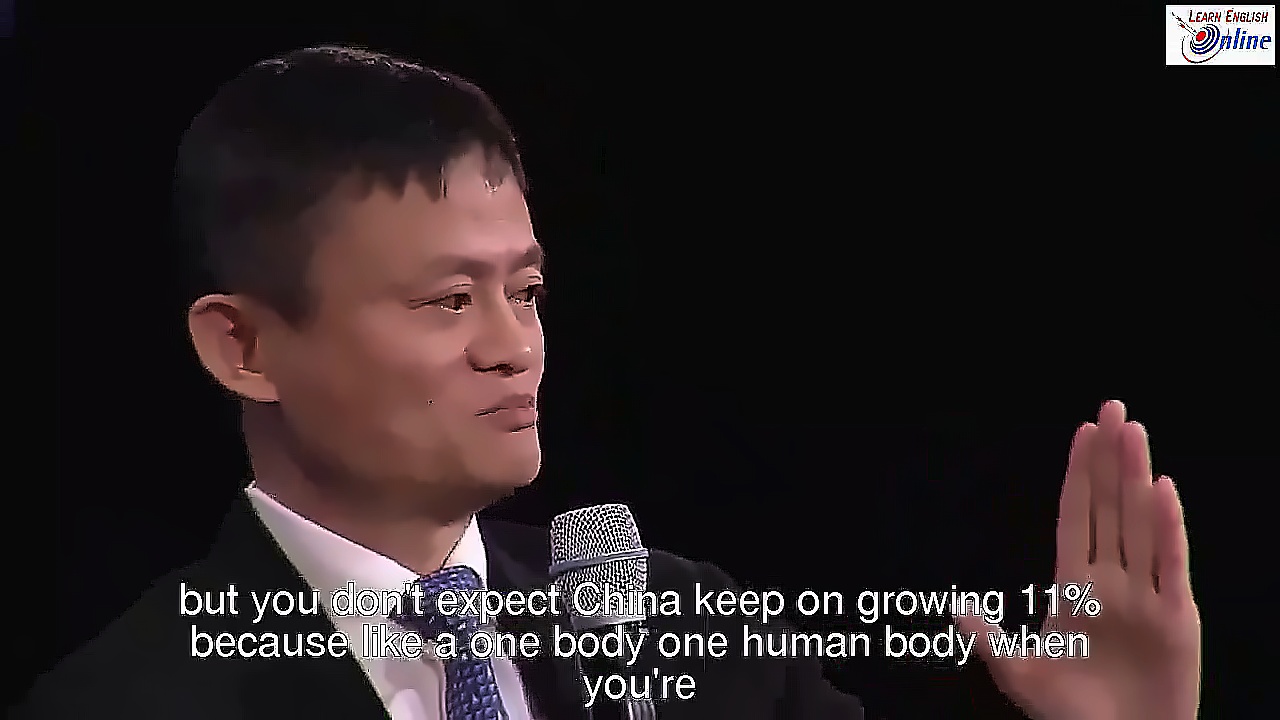 LEARN ENGLISH
Online
but you don't expect China keep on growing 11%
because like a one body one human body when
you're